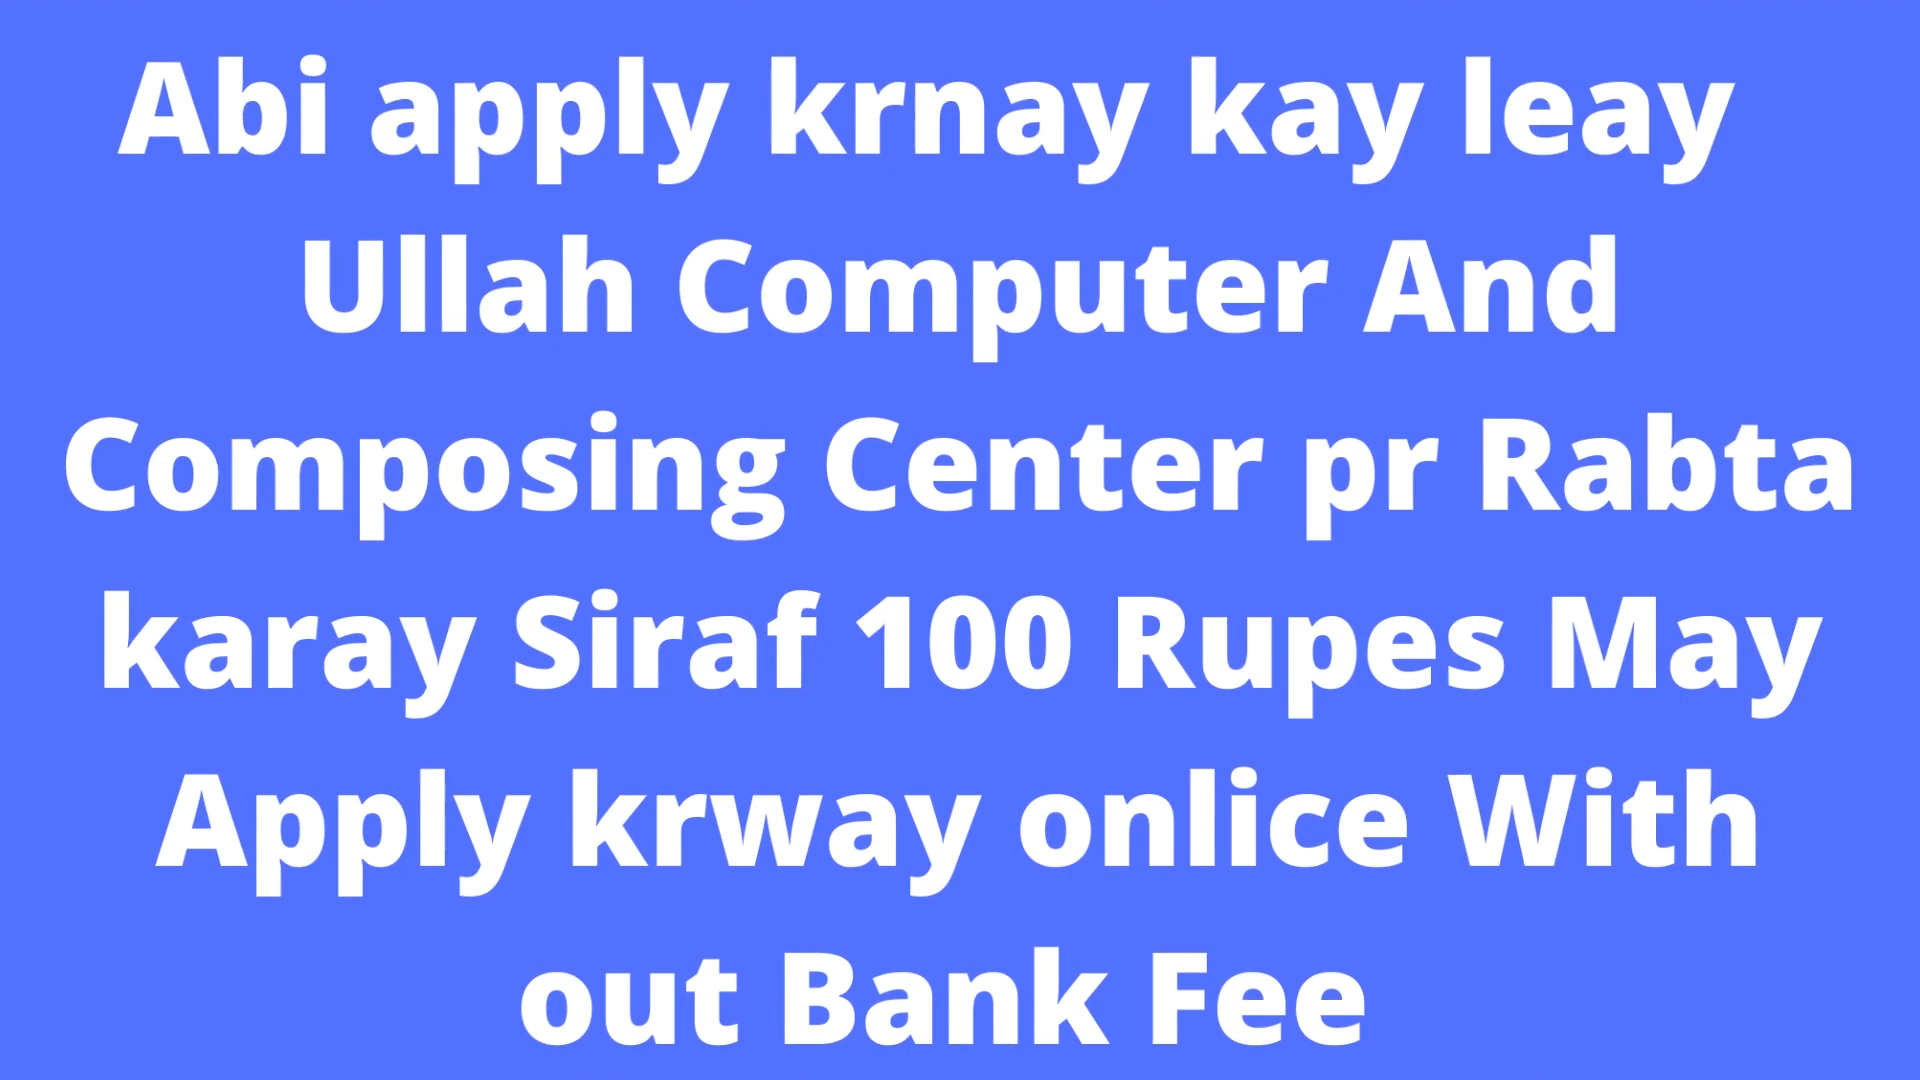 Abi apply krnay kay leay
Ullah Computer And
Composing Center pr Rabta
karay Siraf 100 Rupes May
Apply krway onlice With
out Bank Fee